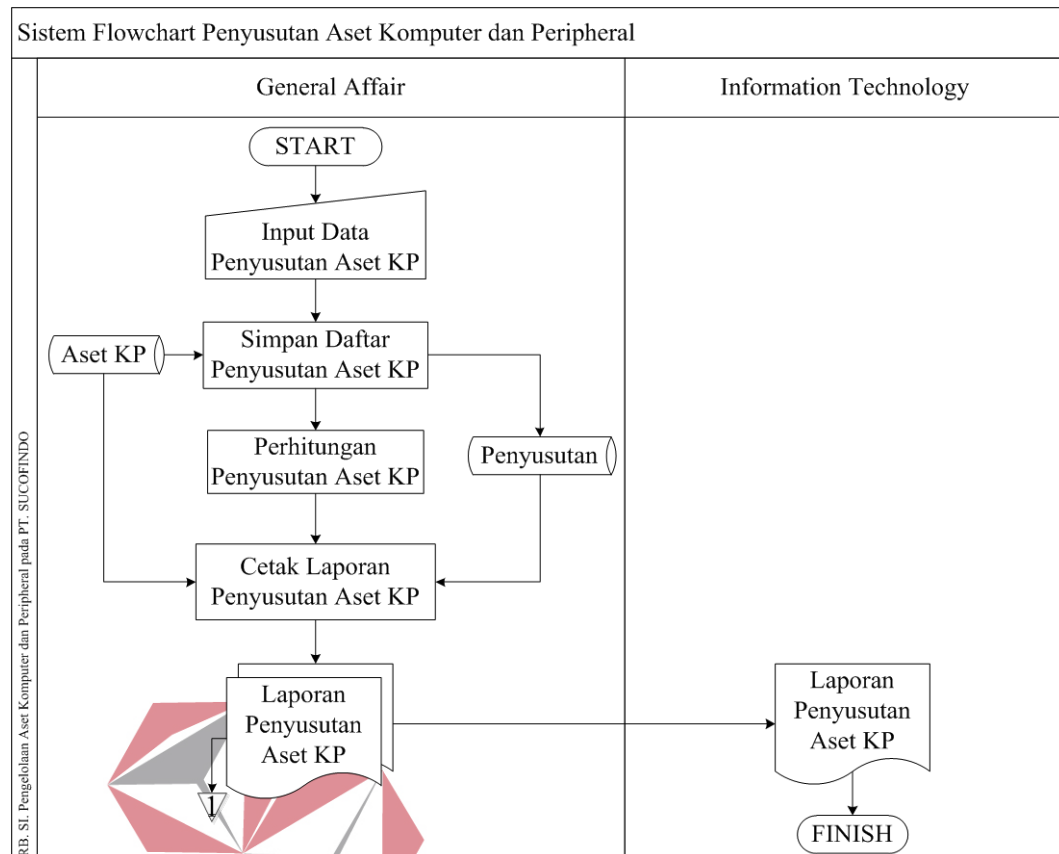 Sistem Flowchart Penyusutan Aset Komputer dan Peripheral
General Affair
Information Technology
START
Input Data
Penyusutan Aset KP
Aset KP
Simpan Daftar
Penyusutan Aset KP
Perhitungan
Penyusutan Aset KP
Penyusutan
Cetak Laporan
Penyusutan Aset KP
Laporan
Penyusutan
Aset KP
1
Laporan
Penyusutan
Aset KP
FINISH
RB. SI. Pengelolaan Aset Komputer dan Peripheral pada PT. SUCOFINDO